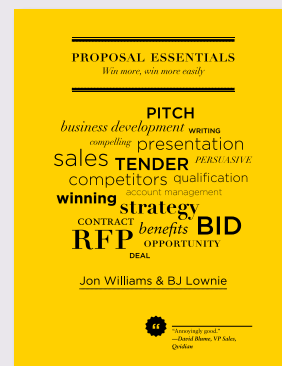 PROPOSAL ESSENTIALS
Win more, win more easily
PITCH
business development WRITING
compelling presentation
sales TENDER PERSUASIVE
competitors qualification
account management
winning strategy
CONTRACT benefits BID
RFP OPPORTUNITY
DEAL
Jon Williams & BJ Lownie
"Annoyingly good."
—David Blume, VP Sales,
Qvidian